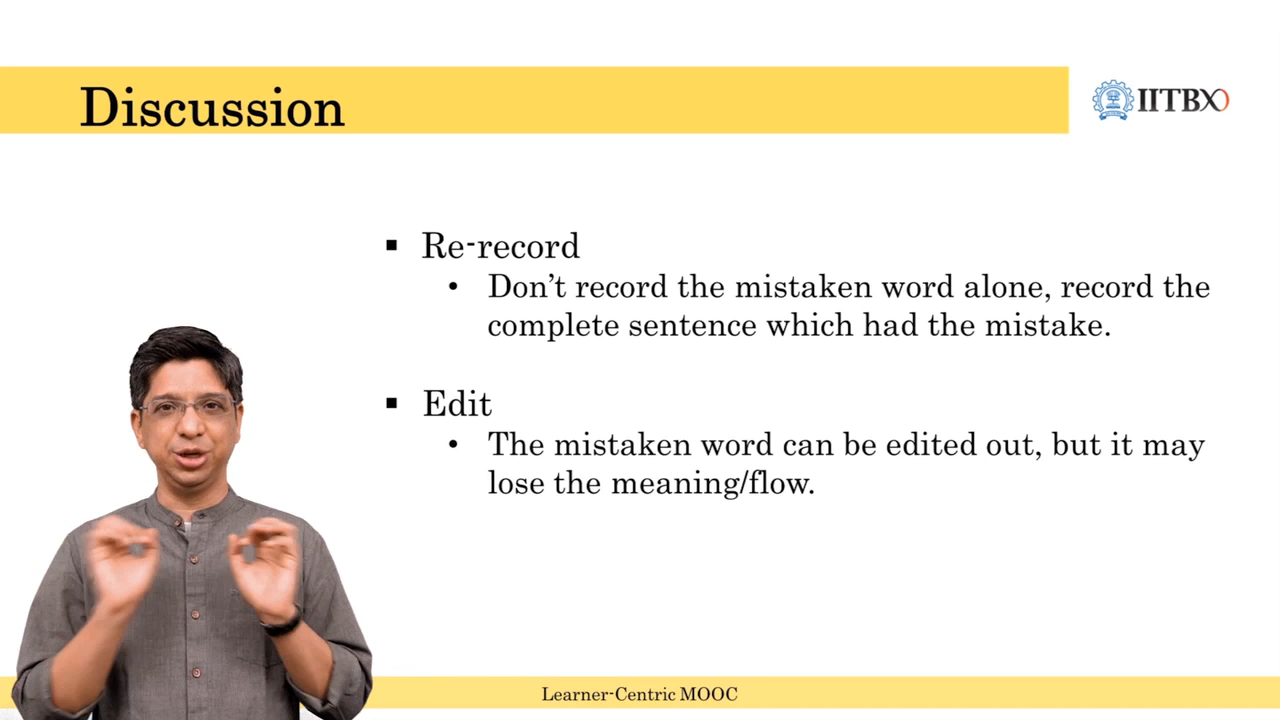 Discussion
IITBX
▪ Re-record
• Don’t record the mistaken word alone, record the
complete sentence which had the mistake.
▪ Edit
• The mistaken word can be edited out, but it may
lose the meaning/flow.
Learner-Centric MOOC